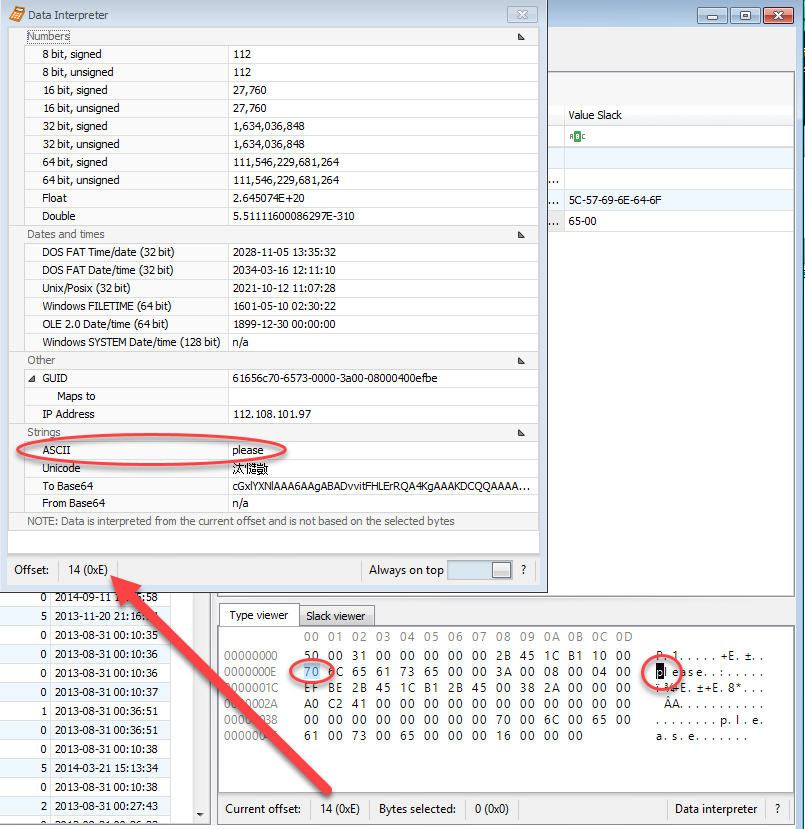 Data Interpreter
Numbers
8 bit, signed 112
8 bit, unsigned 112
16 bit, signed 27,760
16 bit, unsigned 27,760
32 bit, signed 1,634,036,848
32 bit, unsigned 1,634,036,848
64 bit, signed 111,546,229,681,264
64 bit, unsigned 111,546,229,681,264
Float 2.645074E+20
Double 5.51111600086297E-310
Dates and times
DOS FAT Time/date (32 bit) 2028-11-05 13:35:32
DOS FAT Date/time (32 bit) 2034-03-16 12:11:10
Unix/Posix (32 bit) 2021-10-12 11:07:28
Windows FILETIME (64 bit) 1601-05-10 02:30:22
OLE 2.0 Date/time (64 bit) 1899-12-30 00:00:00
Windows SYSTEM Date/time (128 bit) n/a
Other
GUID 61656c70-6573-0000-3a00-08000400efbe
Maps to
IP Address 112.108.101.97
Strings
ASCII please
Unicode
To Base64 cGxlYXNlAAA6AAgABADvvitFHLErRQA4KgAAAKDCQQAAAA...
From Base64 n/a
NOTE: Data is interpreted from the current offset and is not based on the selected bytes
Offset: 14 (0xE) Always on top ?
Value Slack
ABC
...
... 5C-57-69-6E-64-6F
... 65-00
0 2014-09-11
5 2013-11-20 21:16
0 2013-08-31 00:10:35
0 2013-08-31 00:10:36
0 2013-08-31 00:10:36
0 2013-08-31 00:10:37
1 2013-08-31 00:36:51
0 2013-08-31 00:36:51
0 2013-08-31 00:10:38
5 2014-03-21 15:13:34
0 2013-08-31 00:10:38
2 2013-08-31 00:27:43
Type viewer Slack viewer
00 01 02 03 04 05 06 07 08 09 0A 0B 0C 0D
00000000 50 00 31 00 00 00 00 00 2B 45 1C B1 10 00 P.1.....+E.±..
0000000E 70 6C 65 61 73 65 00 00 3A 00 08 00 04 00 please..:.....
0000001C EF BE 2B 45 1C B1 2B 45 00 38 2A 00 00 00 ï¾+E.±+E.8*...
0000002A A0 C2 41 00 00 00 00 00 00 00 00 00 00 00 ÂA...........
00000038 00 00 00 00 00 00 00 00 70 00 6C 00 65 00 ........p.l.e.
61 00 73 00 65 00 00 00 16 00 00 00 a.s.e.......
Current offset: 14 (0xE) Bytes selected: 0 (0x0) Data interpreter ?